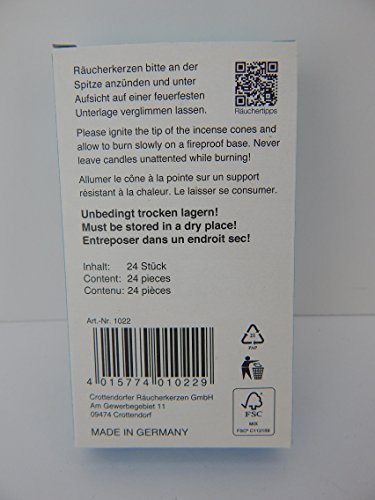 Räucherkerzen bitte an der
Spitze anzünden und unter
Aufsicht auf einer feuerfesten
Unterlage verglimmen lassen.
Räuchertipps
Please ignite the tip of the incense cones and
allow to burn slowly on a fireproof base. Never
leave candles unattented while burning!
Allumer le cône à la pointe sur un support
résistant à la chaleur. Le laisser se consumer.
Unbedingt trocken lagern!
Must be stored in a dry place!
Entreposer dans un endroit sec!
Inhalt: 24 Stück
Content: 24 pieces
Contenu: 24 pièces
Art.-Nr. 1022
4 015774 010229
Crottendorfer Räucherkerzen GmbH
Am Gewerbegebiet 11
09474 Crottendorf
MADE IN GERMANY
PAP
FSC
MIX